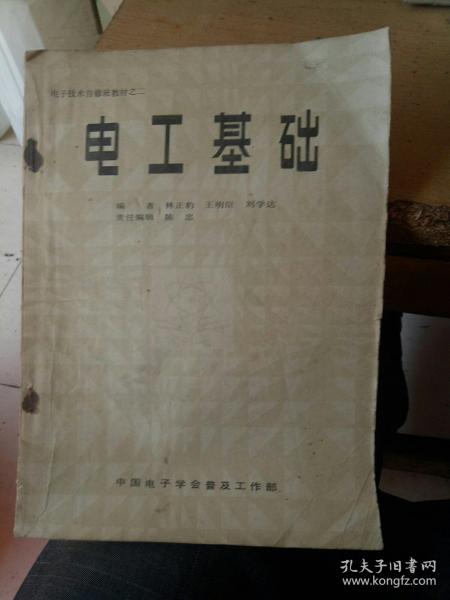 电子技术自修班教材之二
电工基础
编 者 林正豹 王明臣 刘学达
责任编辑 陈 忠
中国电子学会普及工作部
孔夫子旧书网
www.kongfz.com